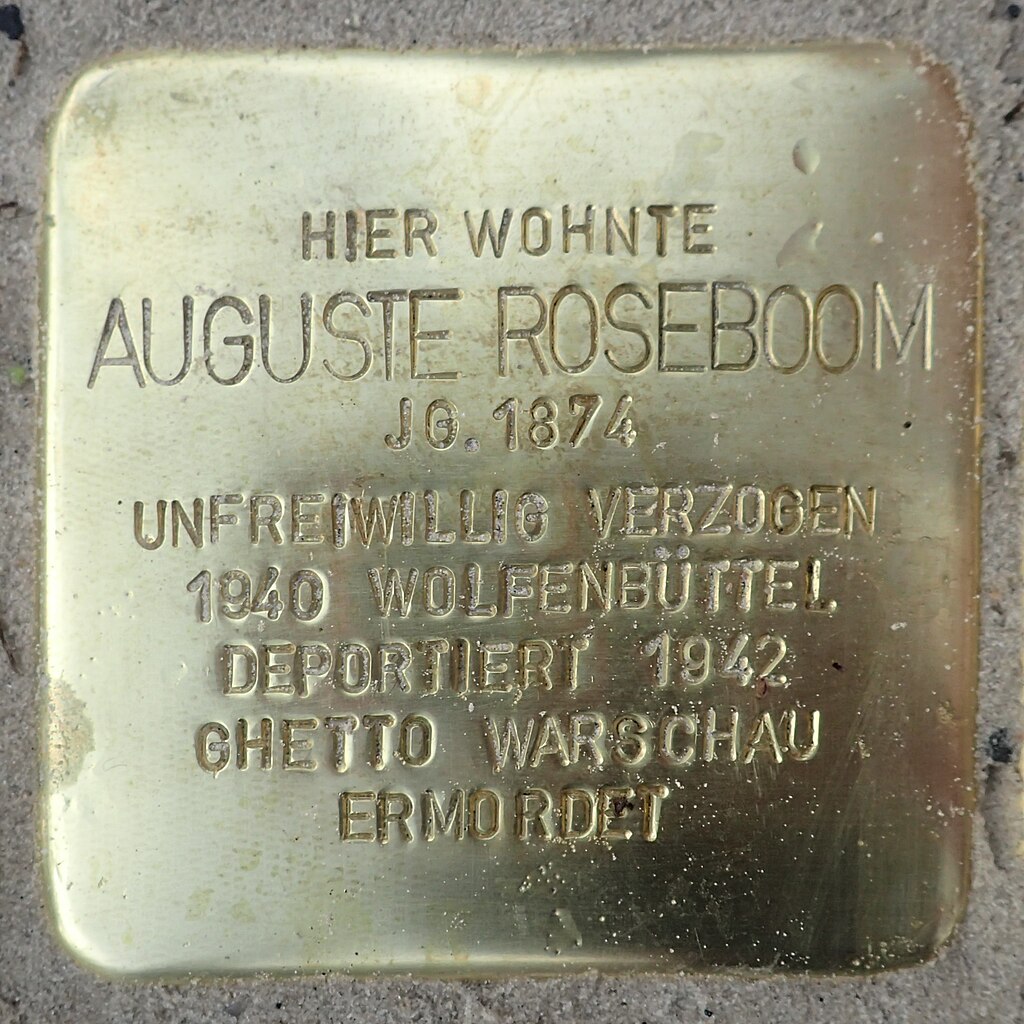 HIER WOHNTE
AUGUSTE ROSEBOOM
JG. 1874
UNFREIWILLIG VERZOGEN
1940 WOLFENBÜTTEL
DEPORTIERT 1942
GHETTO WARSCHAU
ERMORDET